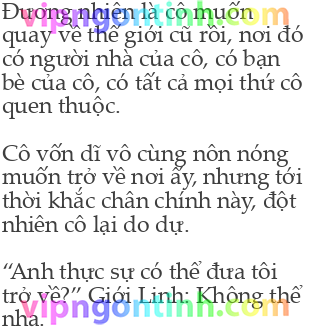 Đương nhiên là cô muốn
vipngontinh.com
quay về thế giới cũ rồi, nơi đó
có người nhà của cô, có bạn
bè của cô, có tất cả mọi thứ cô
quen thuộc.
Cô vốn dĩ vô cùng nôn nóng
muốn trở về nơi ấy, nhưng tới
thời khắc chân chính này, đột
nhiên cô lại do dự.
“Anh thực sự có thể đưa tôi
trở về?” Giới Linh: Không thể
vipngontinh.com
nha.